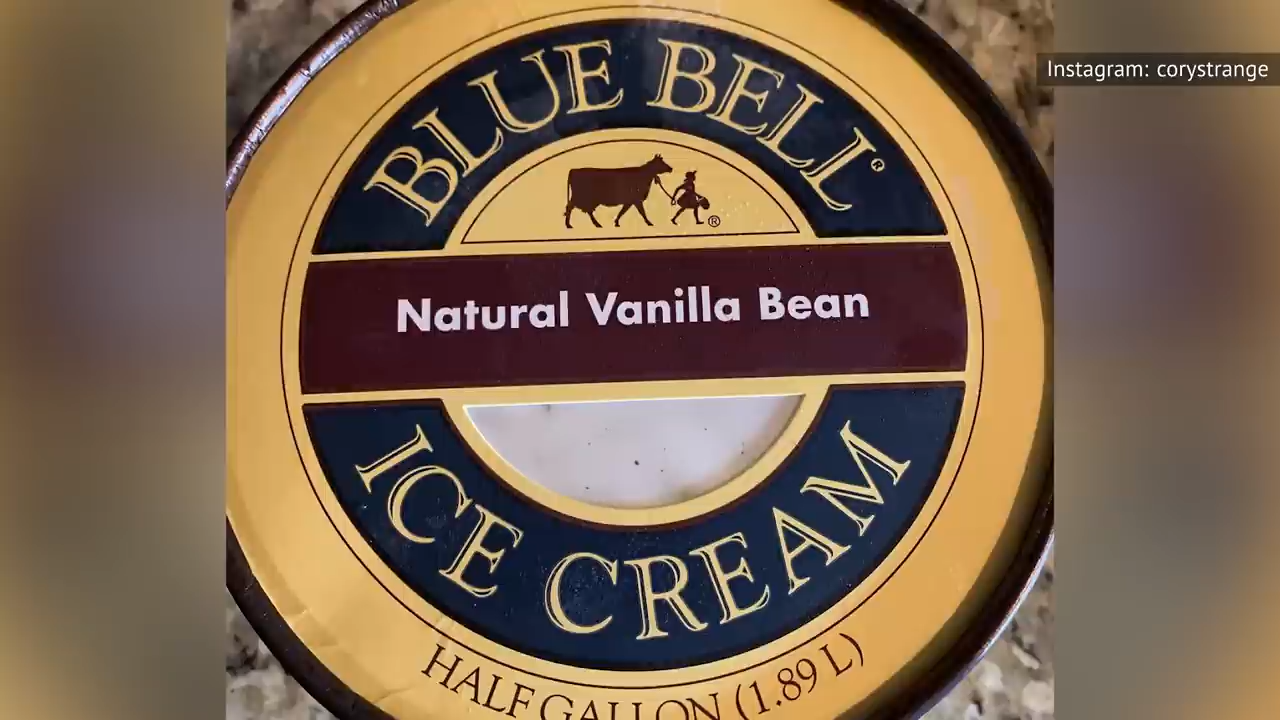 Instagram: corystrange
BLUE BELL®
®
Natural Vanilla Bean
ICE CREAM
HALF GALLON (1.89 L)